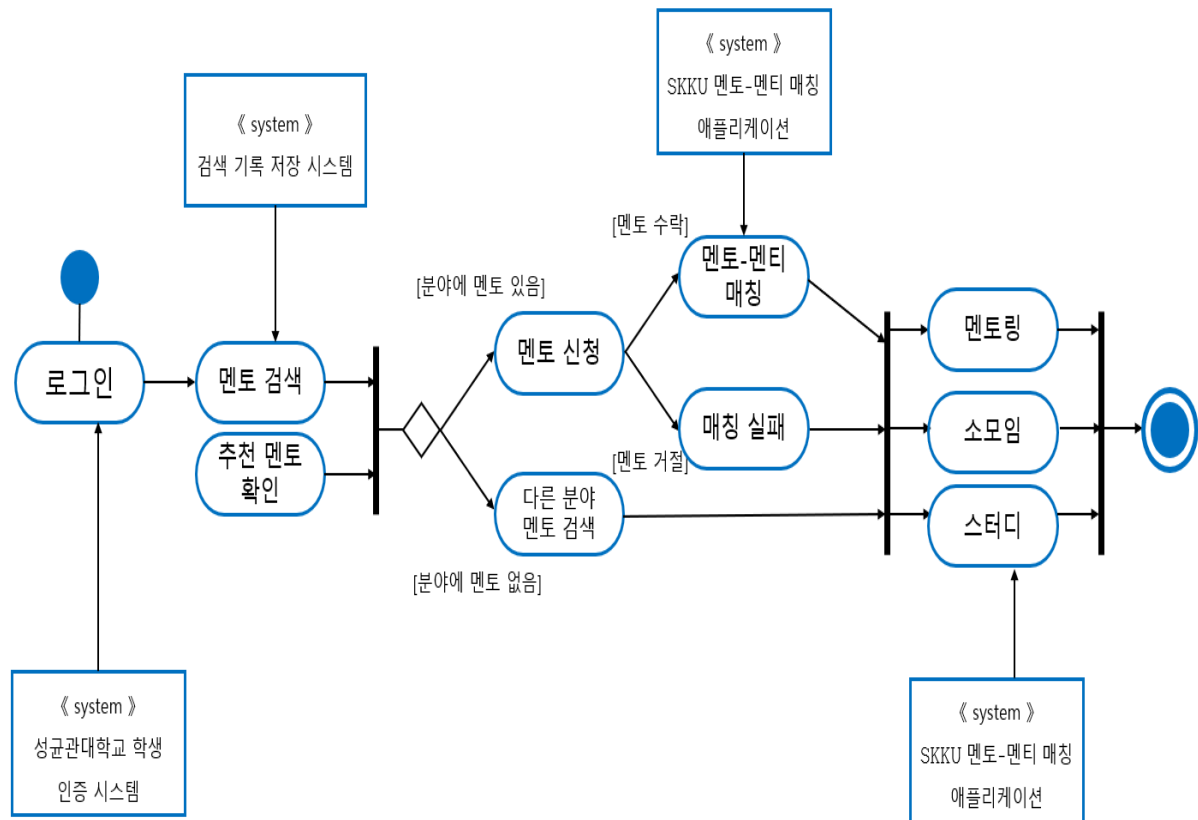 《 system 》
SKKU 멘토-멘티 매칭
애플리케이션
《 system 》
검색 기록 저장 시스템
[멘토 수락]
멘토-멘티
매칭
[분야에 멘토 있음]
로그인
멘토 검색
추천 멘토
확인
멘토 신청
매칭 실패
[멘토 거절]
다른 분야
멘토 검색
[분야에 멘토 없음]
멘토링
소모임
스터디
《 system 》
성균관대학교 학생
인증 시스템
《 system 》
SKKU 멘토-멘티 매칭
애플리케이션